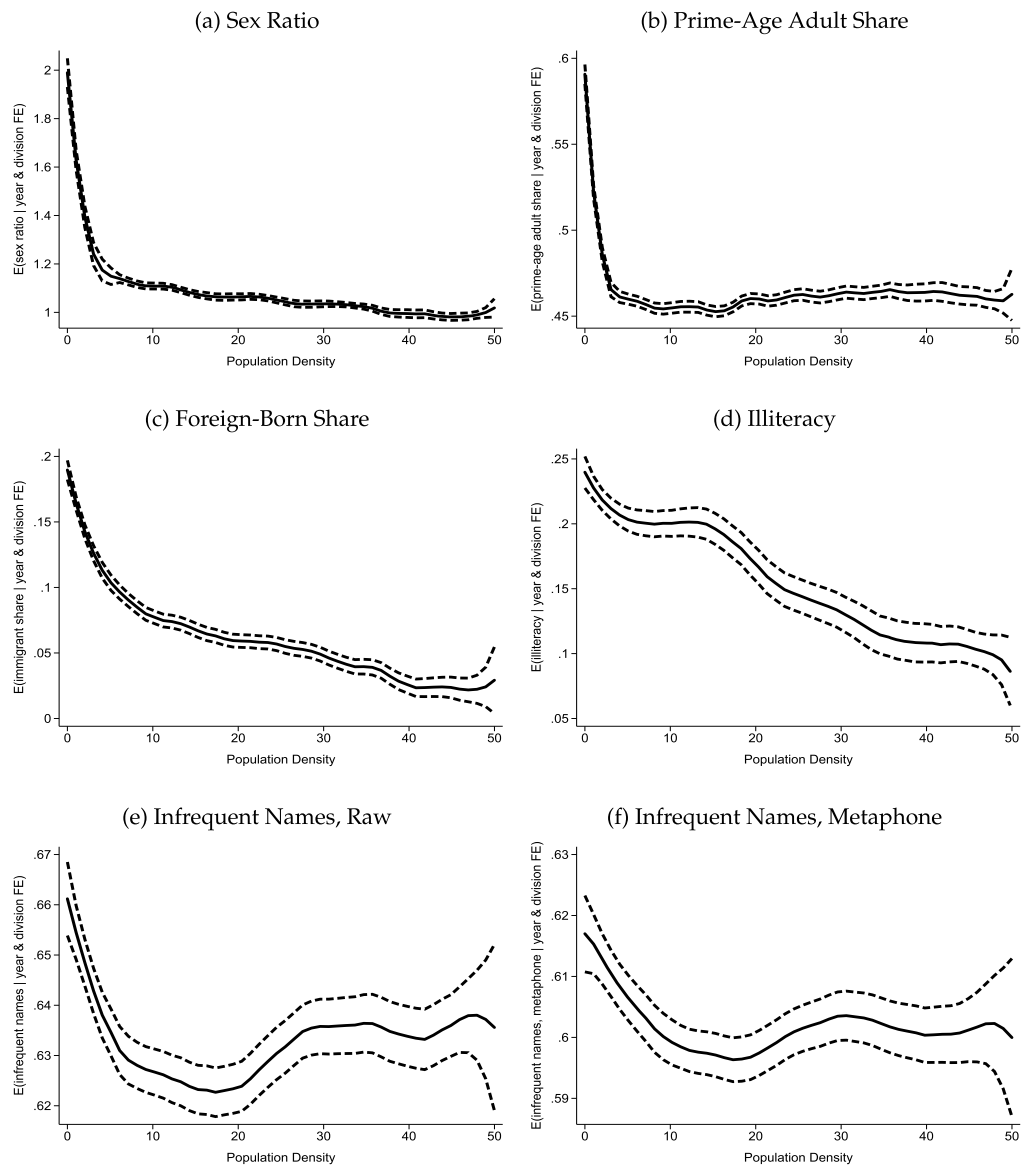 (a) Sex Ratio
E(sex ratio | year & division FE)
2
1.8
1.6
1.4
1.2
1
0 10 20 30 40 50
Population Density
(b) Prime-Age Adult Share
E(prime-age adult share | year & division FE)
.6
.55
.5
.45
0 10 20 30 40 50
Population Density
(c) Foreign-Born Share
E(immigrant share | year & division FE)
.2
.15
.1
.05
0
0 10 20 30 40 50
Population Density
(d) Illiteracy
E(illiteracy | year & division FE)
.25
.2
.15
.1
.05
0 10 20 30 40 50
Population Density
(e) Infrequent Names, Raw
E(infrequent names | year & division FE)
.67
.66
.65
.64
.63
.62
0 10 20 30 40 50
Population Density
(f) Infrequent Names, Metaphone
E(infrequent names, metaphone | year & division FE)
.63
.62
.61
.6
.59
0 10 20 30 40 50
Population Density